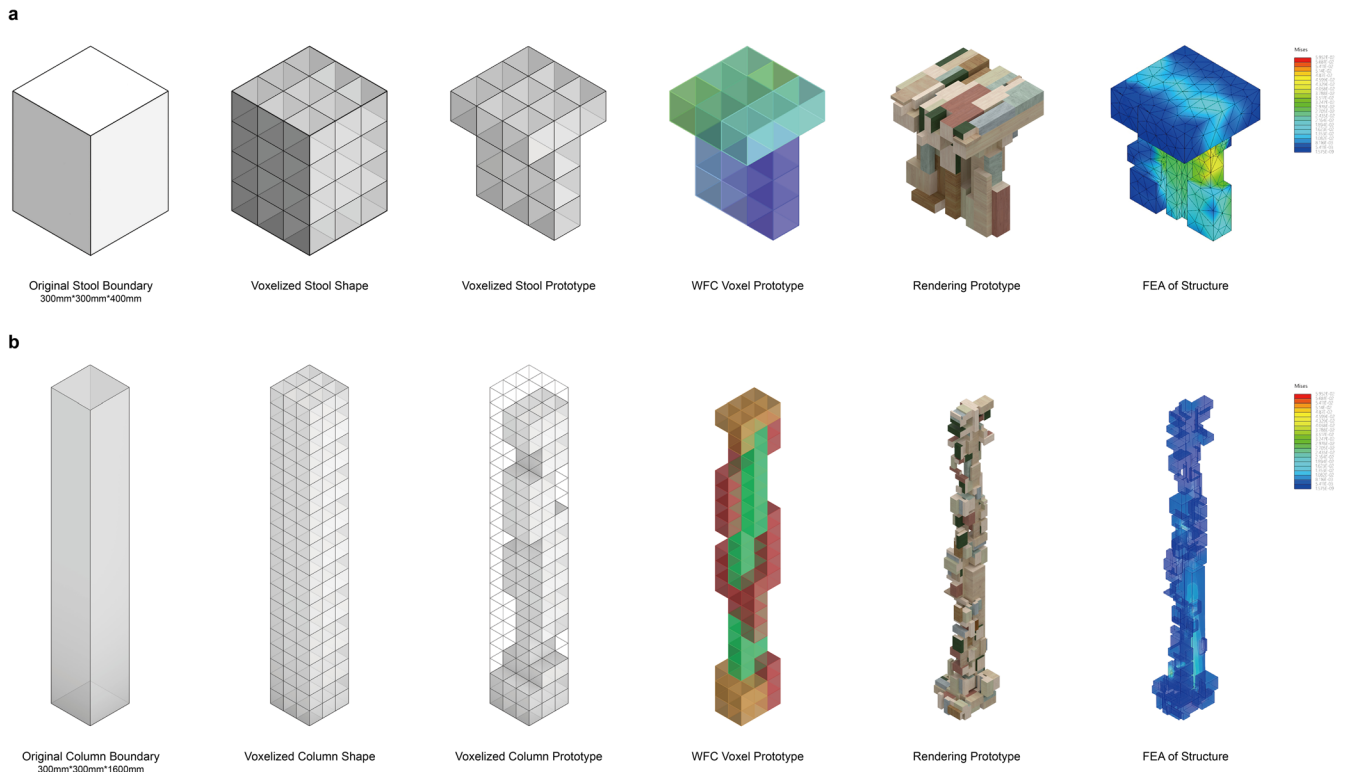 a
Mises
Original Stool Boundary
300mm*300mm*400mm
Voxelized Stool Shape
Voxelized Stool Prototype
WFC Voxel Prototype
Rendering Prototype
FEA of Structure
b
Mises
Original Column Boundary
300mm*300mm*1600mm
Voxelized Column Shape
Voxelized Column Prototype
WFC Voxel Prototype
Rendering Prototype
FEA of Structure